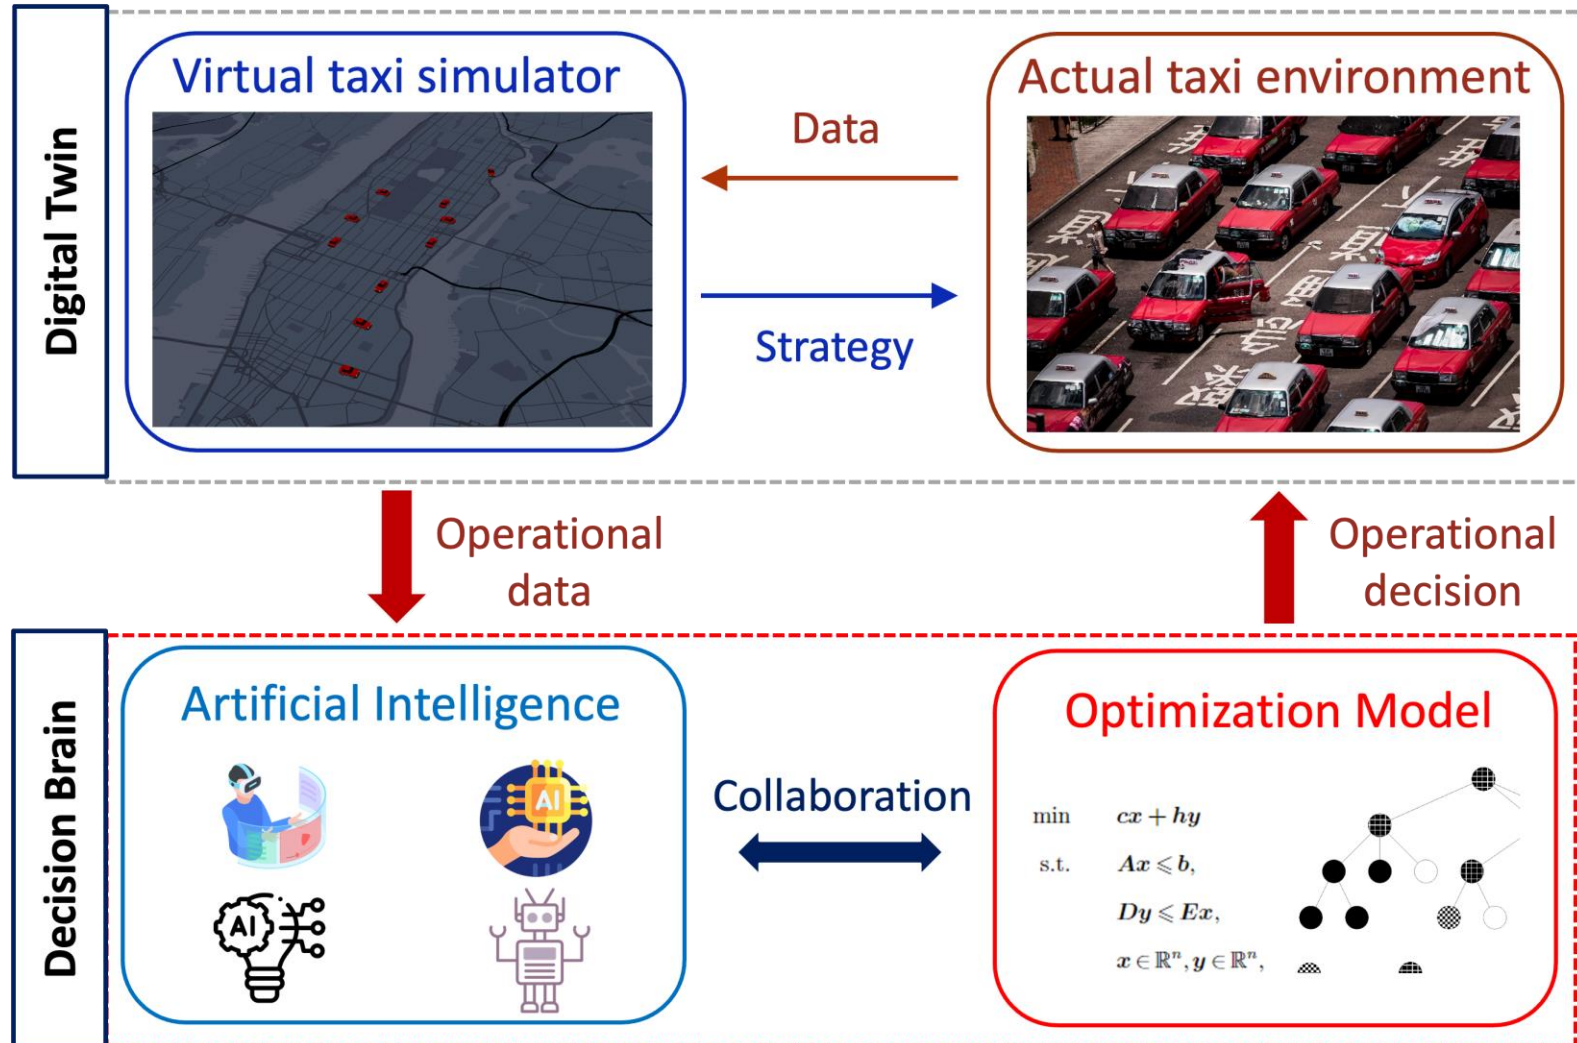 Digital Twin
Virtual taxi simulator
Actual taxi environment
Data
Strategy
Operational
data
Operational
decision
Decision Brain
Artificial Intelligence
AI
AI
Collaboration
Optimization Model
min cx + hy
s.t. Ax ⩽ b,
Dy ⩽ Ex,
x ∈ ℝⁿ, y ∈ ℝⁿ,